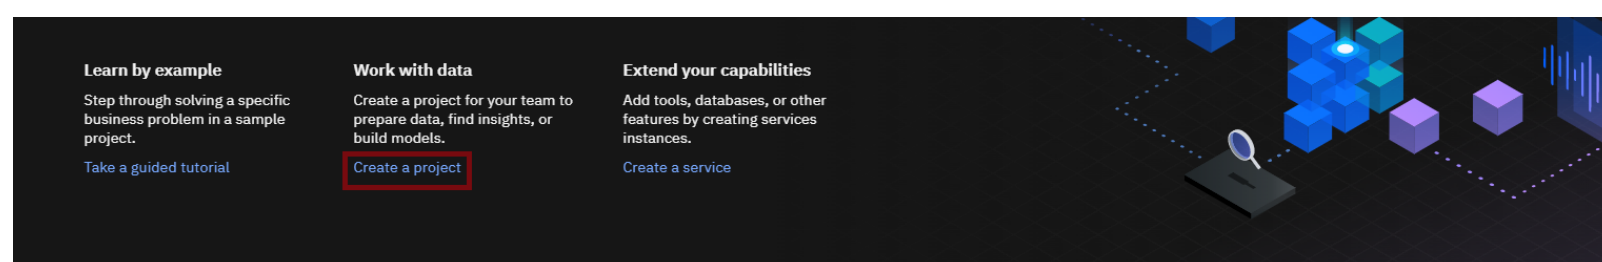 Learn by example
Step through solving a specific
business problem in a sample
project.
Take a guided tutorial
Work with data
Create a project for your team to
prepare data, find insights, or
build models.
Create a project
Extend your capabilities
Add tools, databases, or other
features by creating services
instances.
Create a service